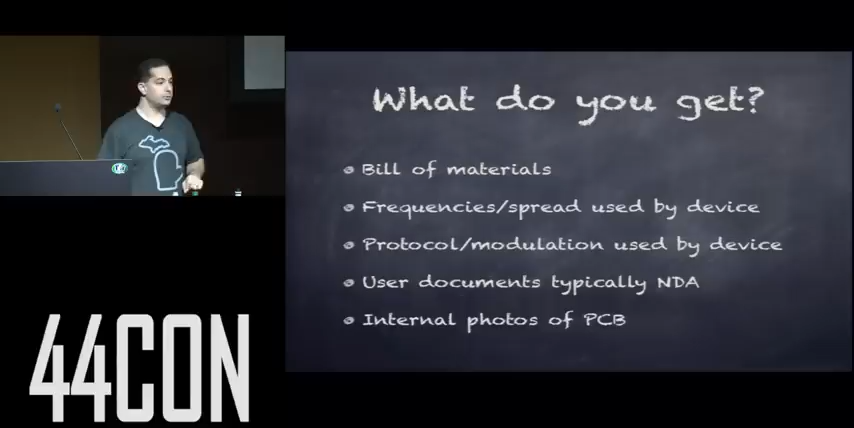 What do you get?
Bill of materials
Frequencies/spread used by device
Protocol/modulation used by device
User documents typically NDA
Internal photos of PCB
44CON